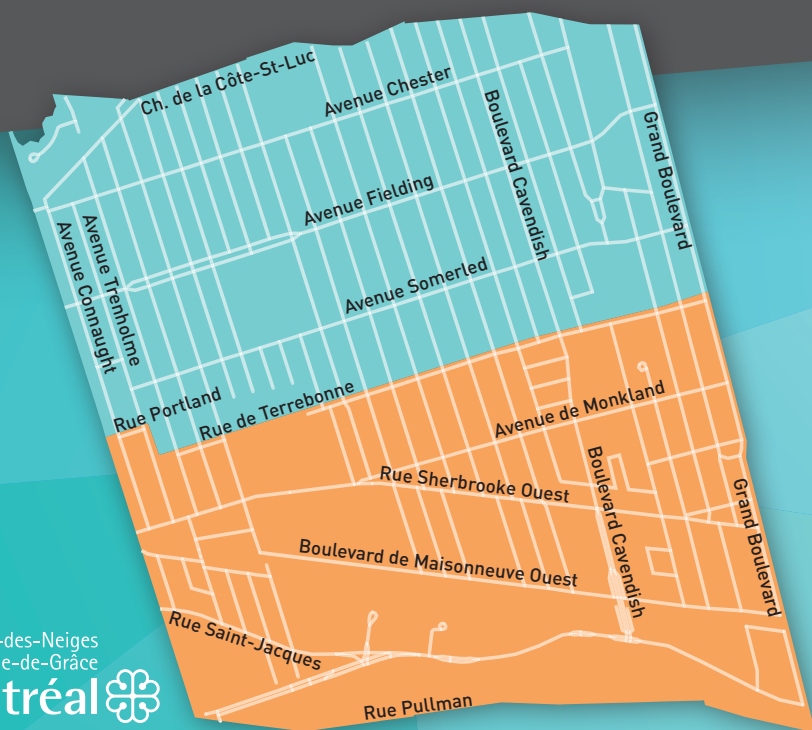 Ch. de la Côte-St-Luc
Avenue Chester
Boulevard Cavendish
Grand Boulevard
Avenue Fielding
Avenue Trenholme
Avenue Connaught
Avenue Somerled
Rue Portland
Rue de Terrebonne
Avenue de Monkland
Rue Sherbrooke Ouest
Boulevard Cavendish
Grand Boulevard
Boulevard de Maisonneuve Ouest
Rue Saint-Jacques
Rue Pullman
-des-Neiges
e-de-Grâce
tréal